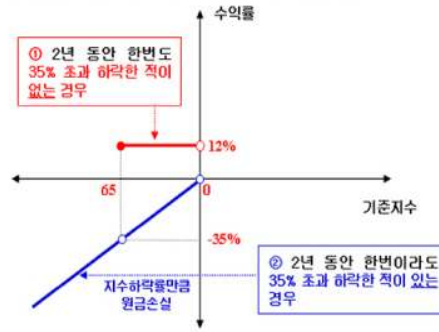 수익률
① 2년 동안 한번도
35% 초과 하락한 적이
없는 경우
12%
65
0
기준지수
-35%
지수하락률만큼
원금손실
② 2년 동안 한번이라도
35% 초과 하락한 적이 있는
경우